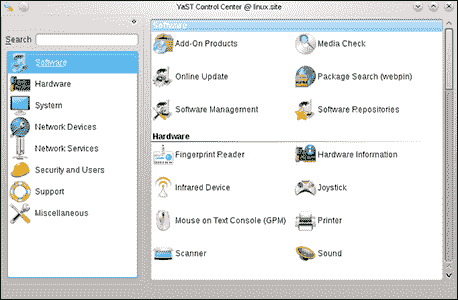 YaST Control Center @ linux.site
Search
Software
Hardware
System
Network Devices
Network Services
Security and Users
Support
Miscellaneous
Software
Add-On Products
Media Check
Online Update
Package Search (webpin)
Software Management
Software Repositories
Hardware
Fingerprint Reader
Hardware Information
Infrared Device
Joystick
Mouse on Text Console (GPM)
Printer
Scanner
Sound